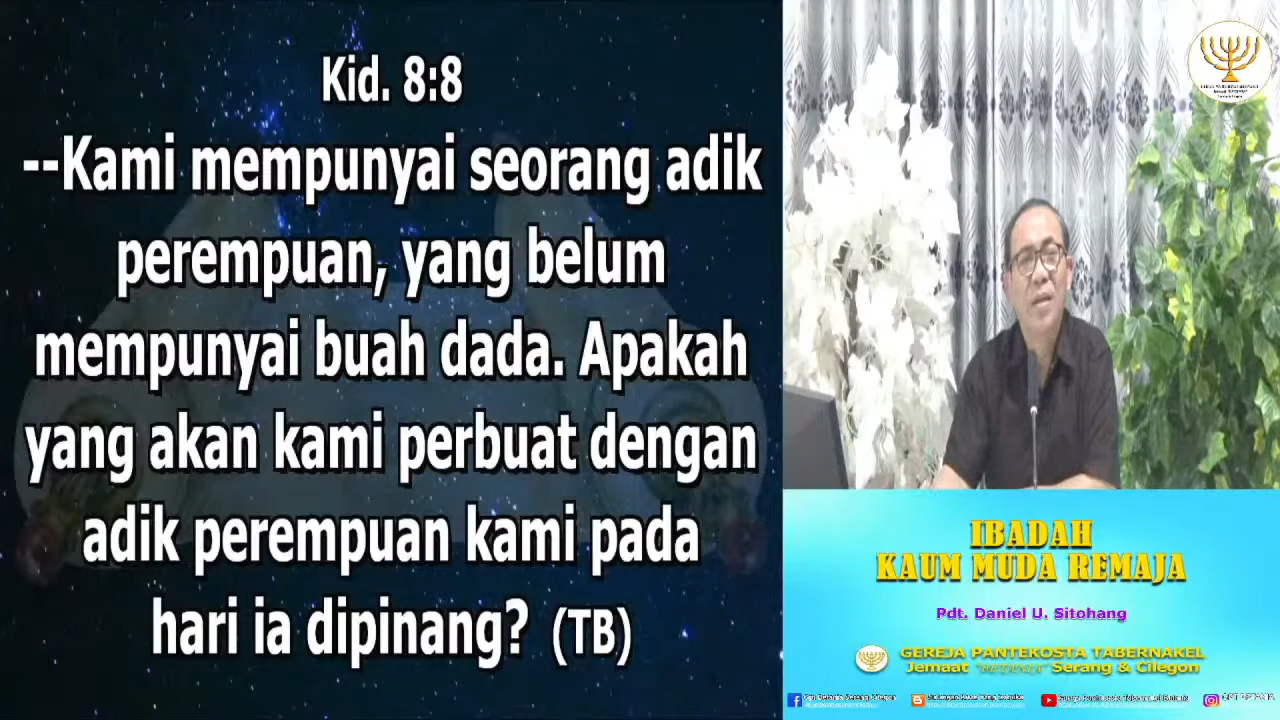 Kid. 8:8
--Kami mempunyai seorang adik
perempuan, yang belum
mempunyai buah dada. Apakah
yang akan kami perbuat dengan
adik perempuan kami pada
hari ia dipinang? (TB)
IBADAH
KAUM MUDA REMAJA
Pdt. Daniel U. Sitohang
GEREJA PANTEKOSTA TABERNAKEL
Jemaat "BETANIA" Serang & Cilegon